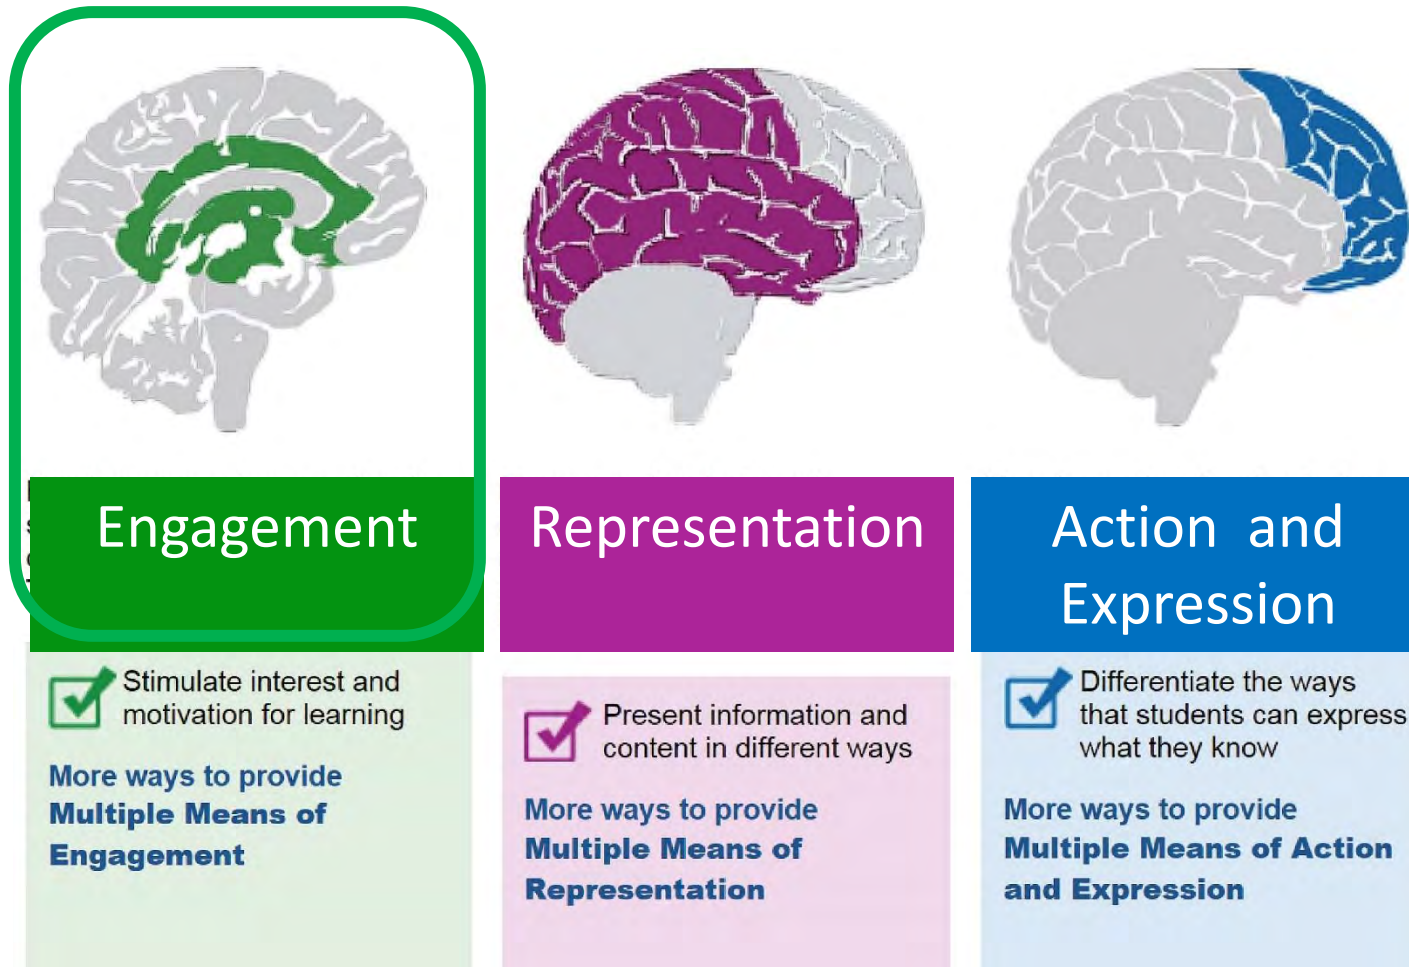 Engagement
Stimulate interest and
motivation for learning
More ways to provide
Multiple Means of
Engagement
Representation
Present information and
content in different ways
More ways to provide
Multiple Means of
Representation
Action and
Expression
Differentiate the ways
that students can express
what they know
More ways to provide
Multiple Means of Action
and Expression